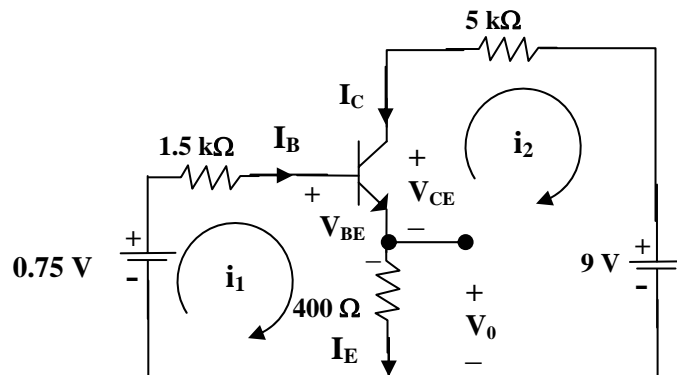 5 kΩ
I_C
1.5 kΩ
I_B
i_2
+
V_CE
+
V_BE
–
+
0.75 V
-
i_1
–
400 Ω
+
V_0
–
I_E
+
9 V
-